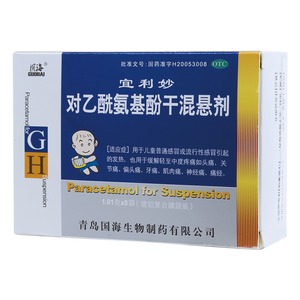 国海
GUOHAI
批准文号:国药准字H20053008
OTC
宜利妙
对乙酰氨基酚干混悬剂
[适应症] 用于儿童普通感冒或流行性感冒引起
的发热,也用于缓解轻至中度疼痛如头痛、关
节痛、偏头痛、牙痛、肌肉痛、神经痛、痛经。
Paracetamol for Suspension
青岛国海生物制药有限公司
Paracetamol
G
H
Suspension